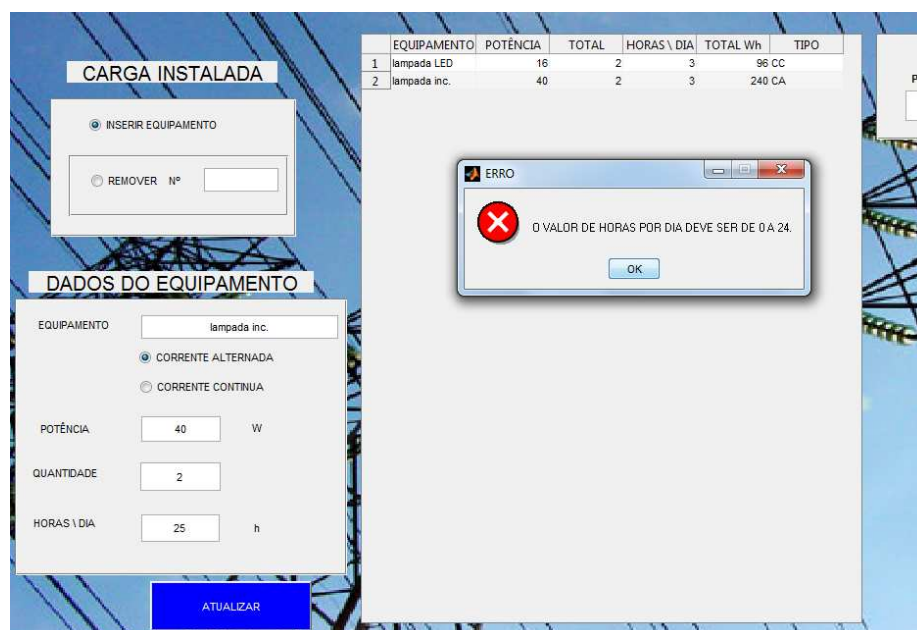 CARGA INSTALADA
INSERIR EQUIPAMENTO
REMOVER Nº
DADOS DO EQUIPAMENTO
EQUIPAMENTO lampada inc.
CORRENTE ALTERNADA
CORRENTE CONTINUA
POTÊNCIA 40 W
QUANTIDADE 2
HORAS \ DIA 25 h
ATUALIZAR
EQUIPAMENTO POTÊNCIA TOTAL HORAS \ DIA TOTAL Wh TIPO
1 lampada LED 16 2 3 96 CC
2 lampada inc. 40 2 3 240 CA
ERRO
O VALOR DE HORAS POR DIA DEVE SER DE 0 A 24.
OK
P